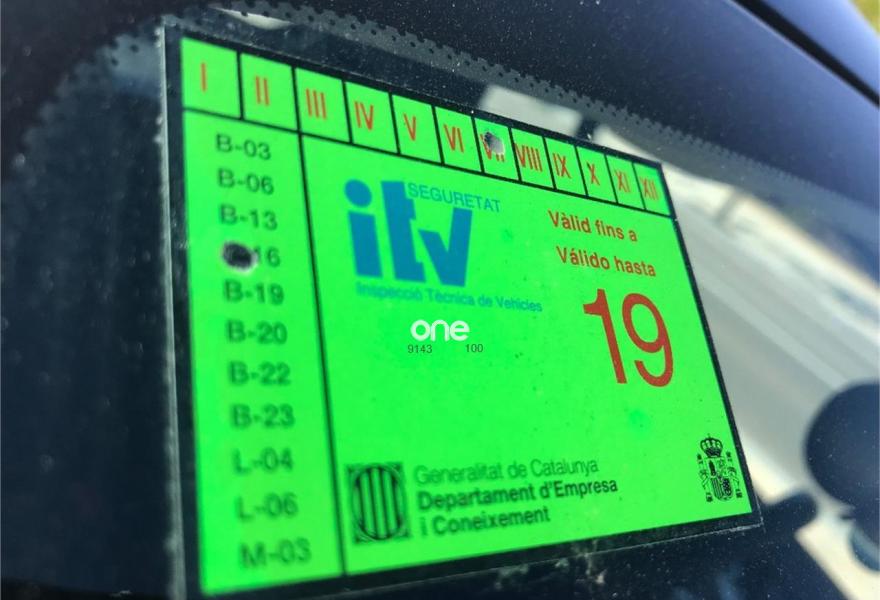 I II III IV V VI VII VIII IX X XI XII
B-03
B-06
B-13
16
B-19
B-20
B-22
B-23
L-04
L-06
M-03
itv
SEGURETAT
Inspecció Tècnica de Vehicles
Vàlid fins a
Válido hasta
19
one
9143 100
Generalitat de Catalunya
Departament d'Empresa
i Coneixement